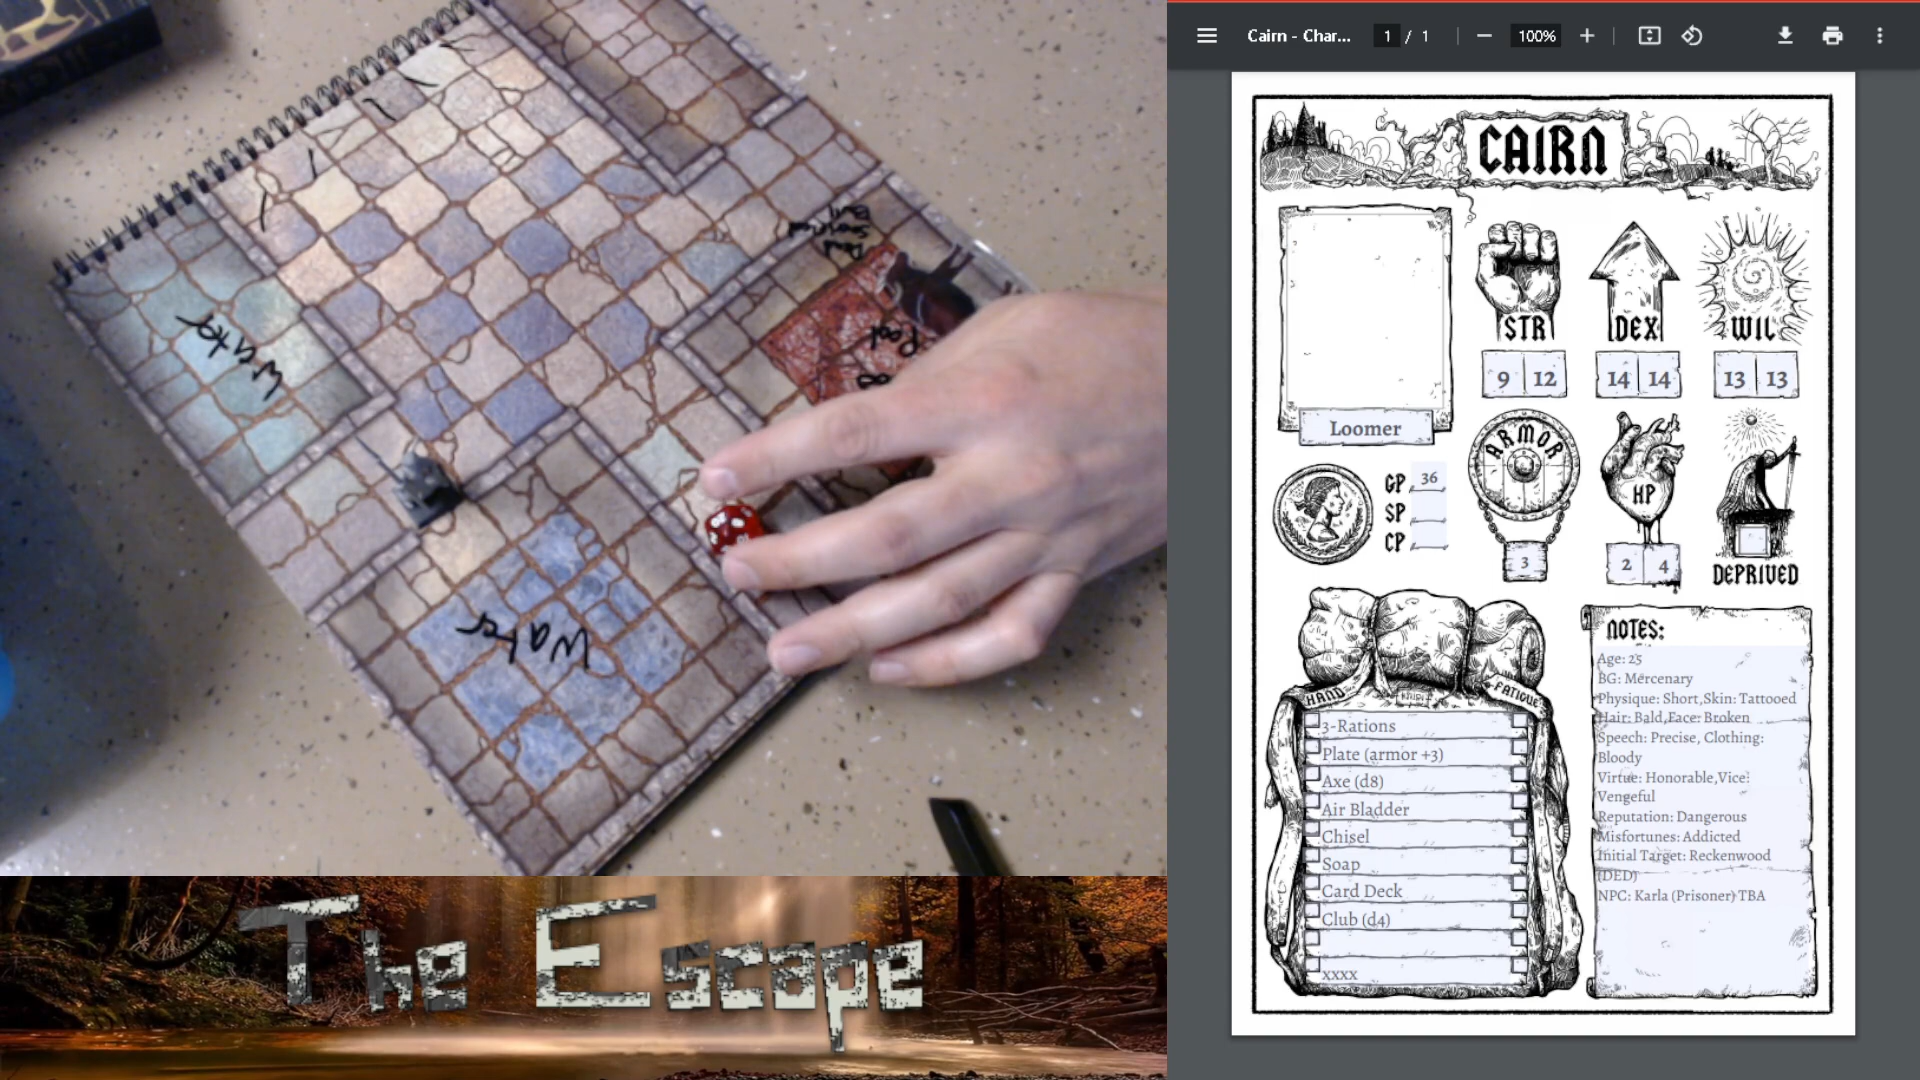 Water
Dead
Sacrificed
Bull
Pool
Water
The Escape
Cairn - Char...
1 / 1
100%
CAIRN
STR
DEX
WIL
9 12
14 14
13 13
Loomer
ARMOR
HP
GP 36
SP
CP
3
2 4
DEPRIVED
HAND
FATIGUE
3-Rations
Plate (armor +3)
Axe (d8)
Air Bladder
Chisel
Soap
Card Deck
Club (d4)
xxxx
NOTES:
Age: 25
BG: Mercenary
Physique: Short,Skin: Tattooed
Hair: Bald,Face: Broken
Speech: Precise, Clothing:
Bloody
Virtue: Honorable,Vice:
Vengeful
Reputation: Dangerous
Misfortunes: Addicted
Initial Target: Reckenwood
(DED)
NPC: Karla (Prisoner) TBA